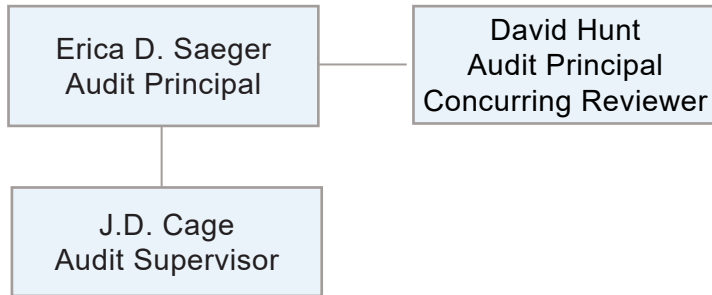 Erica D. Saeger
Audit Principal
David Hunt
Audit Principal
Concurring Reviewer
J.D. Cage
Audit Supervisor